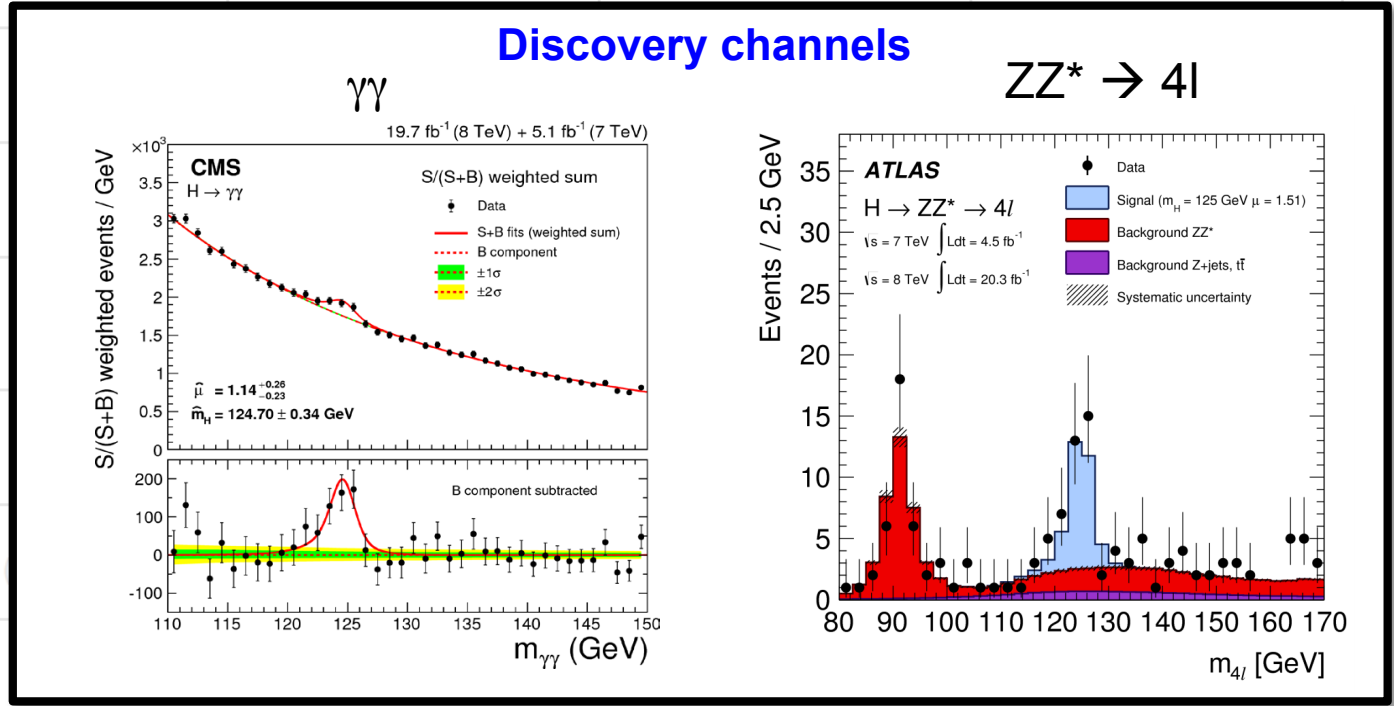 Discovery channels
γγ
19.7 fb⁻¹ (8 TeV) + 5.1 fb⁻¹ (7 TeV)
×10³
CMS
H → γγ
S/(S+B) weighted sum
Data
S+B fits (weighted sum)
B component
±1σ
±2σ
S/(S+B) weighted events / GeV
3.5
3
2.5
2
1.5
1
0.5
0
μ̂ = 1.14 +0.26 −0.23
m̂_H = 124.70 ± 0.34 GeV
B component subtracted
200
100
0
-100
110 115 120 125 130 135 140 145 150
m_γγ (GeV)
ZZ* → 4l
Events / 2.5 GeV
35
30
25
20
15
10
5
0
ATLAS
H → ZZ* → 4l
√s = 7 TeV ∫Ldt = 4.5 fb⁻¹
√s = 8 TeV ∫Ldt = 20.3 fb⁻¹
Data
Signal (m_H = 125 GeV μ = 1.51)
Background ZZ*
Background Z+jets, tt̄
Systematic uncertainty
80 90 100 110 120 130 140 150 160 170
m_4l [GeV]